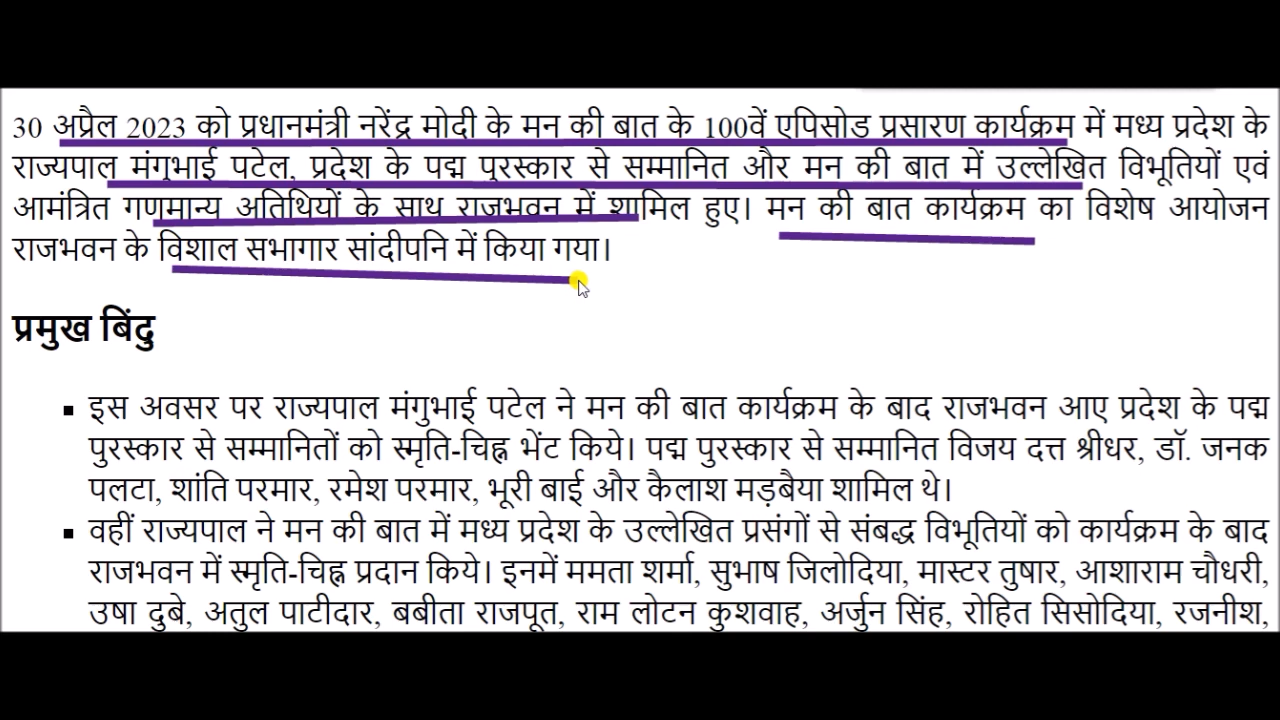 30 अप्रैल 2023 को प्रधानमंत्री नरेंद्र मोदी के मन की बात के 100वें एपिसोड प्रसारण कार्यक्रम में मध्य प्रदेश के
राज्यपाल मंगुभाई पटेल, प्रदेश के पद्म पुरस्कार से सम्मानित और मन की बात में उल्लेखित विभूतियों एवं
आमंत्रित गणमान्य अतिथियों के साथ राजभवन में शामिल हुए। मन की बात कार्यक्रम का विशेष आयोजन
राजभवन के विशाल सभागार सांदीपनि में किया गया।
प्रमुख बिंदु
▪ इस अवसर पर राज्यपाल मंगुभाई पटेल ने मन की बात कार्यक्रम के बाद राजभवन आए प्रदेश के पद्म
पुरस्कार से सम्मानितों को स्मृति-चिह्न भेंट किये। पद्म पुरस्कार से सम्मानित विजय दत्त श्रीधर, डॉ. जनक
पलटा, शांति परमार, रमेश परमार, भूरी बाई और कैलाश मड़बैया शामिल थे।
▪ वहीं राज्यपाल ने मन की बात में मध्य प्रदेश के उल्लेखित प्रसंगों से संबद्ध विभूतियों को कार्यक्रम के बाद
राजभवन में स्मृति-चिह्न प्रदान किये। इनमें ममता शर्मा, सुभाष जिलोदिया, मास्टर तुषार, आशाराम चौधरी,
उषा दुबे, अतुल पाटीदार, बबीता राजपूत, राम लोटन कुशवाह, अर्जुन सिंह, रोहित सिसोदिया, रजनीश,